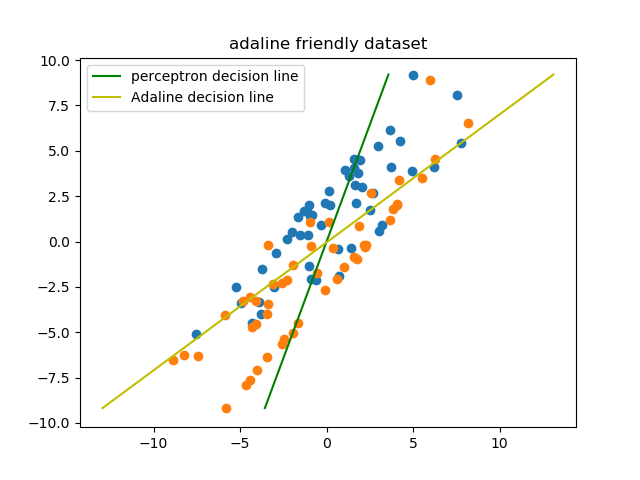 adaline friendly dataset
perceptron decision line
Adaline decision line
10.0
7.5
5.0
2.5
0.0
−2.5
−5.0
−7.5
−10.0
−10 −5 0 5 10